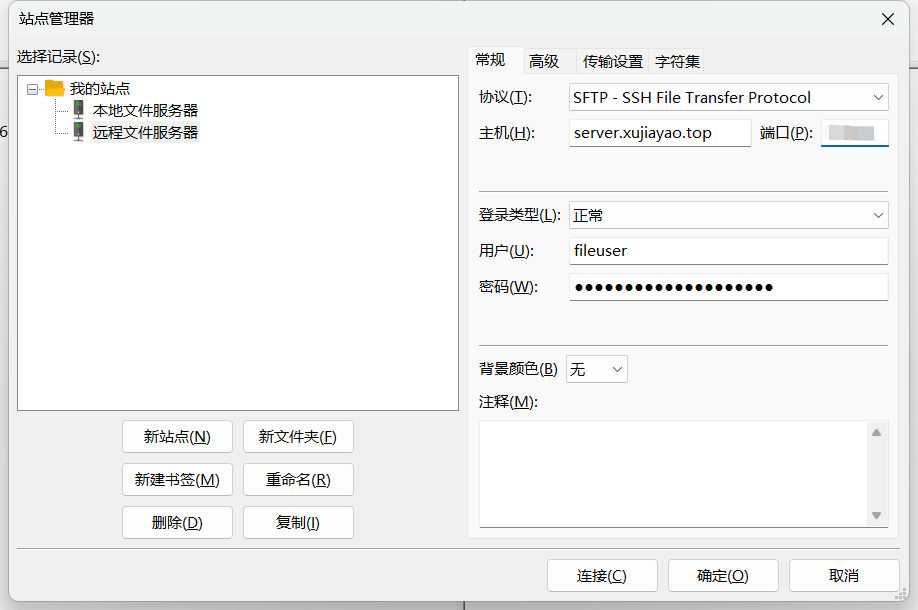 站点管理器
选择记录(S):
我的站点
本地文件服务器
远程文件服务器
新站点(N)
新文件夹(F)
新建书签(M)
重命名(R)
删除(D)
复制(I)
常规 高级 传输设置 字符集
协议(T): SFTP - SSH File Transfer Protocol
主机(H): server.xujiayao.top 端口(P):
登录类型(L): 正常
用户(U): fileuser
密码(W): ●●●●●●●●●●●●●●●●●●●●
背景颜色(B) 无
注释(M):
连接(C) 确定(O) 取消
6